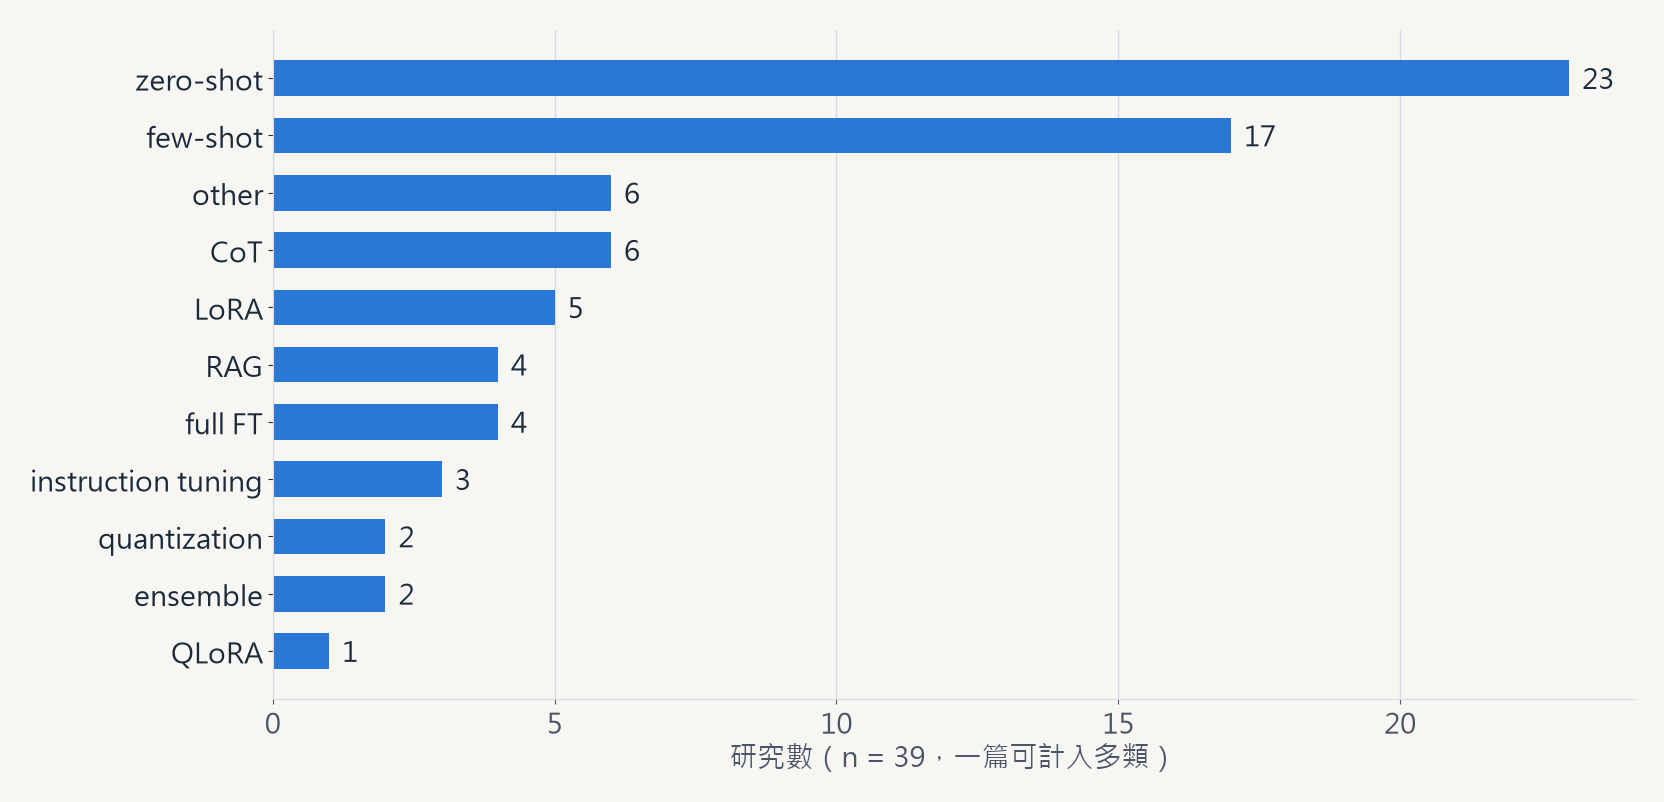 zero-shot 23
few-shot 17
other 6
CoT 6
LoRA 5
RAG 4
full FT 4
instruction tuning 3
quantization 2
ensemble 2
QLoRA 1
0 5 10 15 20
研究數（n = 39，一篇可計入多類）